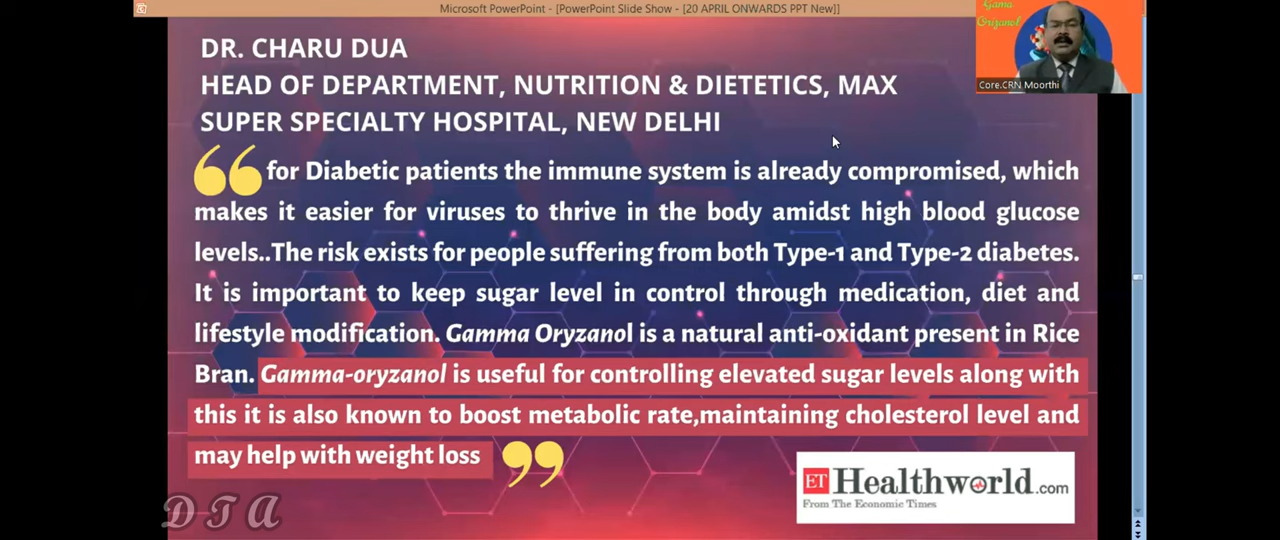 Microsoft PowerPoint - [PowerPoint Slide Show - [20 APRIL ONWARDS PPT New]]
Gama
Orizanol
Core.CRN Moorthi
DR. CHARU DUA
HEAD OF DEPARTMENT, NUTRITION & DIETETICS, MAX
SUPER SPECIALTY HOSPITAL, NEW DELHI
“for Diabetic patients the immune system is already compromised, which
makes it easier for viruses to thrive in the body amidst high blood glucose
levels..The risk exists for people suffering from both Type-1 and Type-2 diabetes.
It is important to keep sugar level in control through medication, diet and
lifestyle modification. Gamma Oryzanol is a natural anti-oxidant present in Rice
Bran. Gamma-oryzanol is useful for controlling elevated sugar levels along with
this it is also known to boost metabolic rate,maintaining cholesterol level and
may help with weight loss ”
ET Healthworld.com
From The Economic Times
DTA